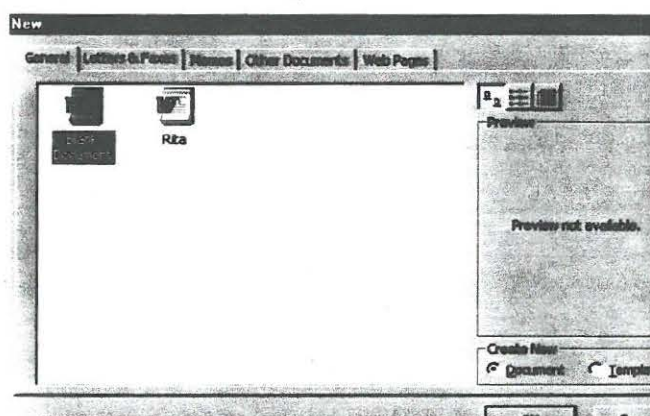 New
General Letters & Faxes Memos Other Documents Web Pages
Blank Document
Rita
Preview
Preview not available.
Create New
Document Templa